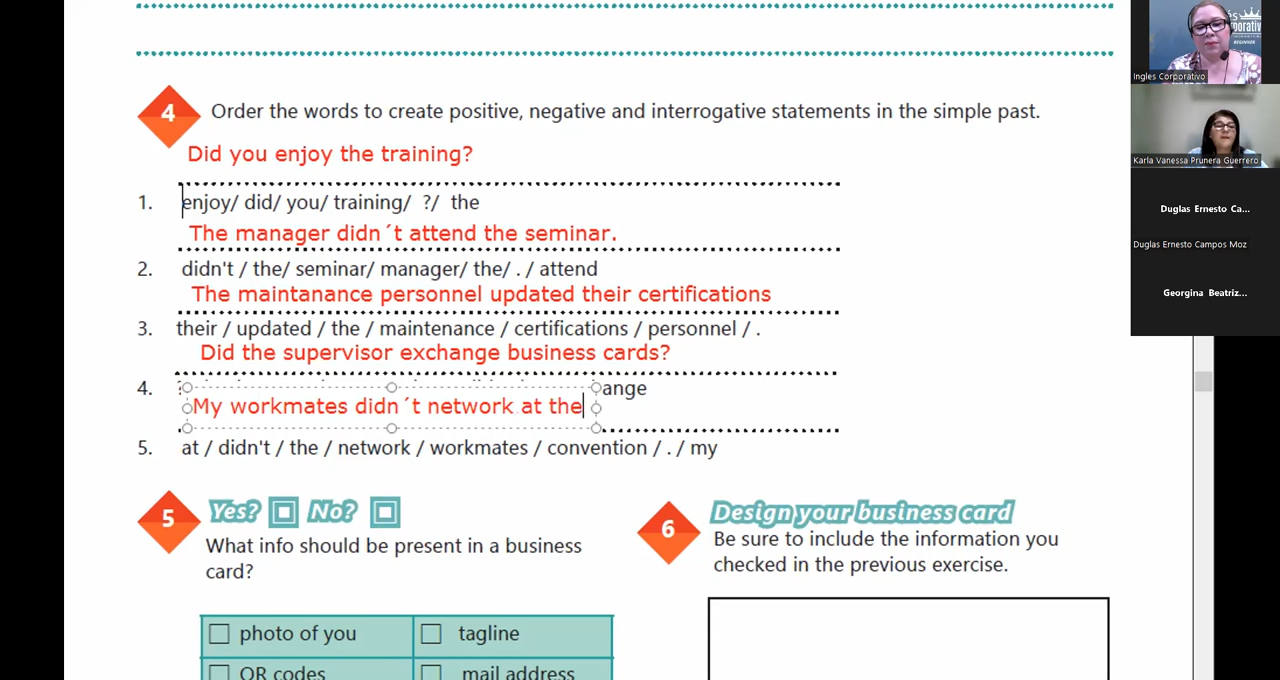 4
Order the words to create positive, negative and interrogative statements in the simple past.
Did you enjoy the training?
1. enjoy/ did/ you/ training/ ?/ the
The manager didn´t attend the seminar.
2. didn't / the/ seminar/ manager/ the/ . / attend
The maintanance personnel updated their certifications
3. their / updated / the / maintenance / certifications / personnel / .
Did the supervisor exchange business cards?
4. ange
My workmates didn´t network at the
5. at / didn't / the / network / workmates / convention / . / my
5
Yes? No?
What info should be present in a business
card?
photo of you
tagline
QR codes
mail address
6
Design your business card
Be sure to include the information you
checked in the previous exercise.
BEGINNER
Ingles Corporativo
Karla Vanessa Prunera Guerrero
Duglas Ernesto Ca...
Duglas Ernesto Campos Moz
Georgina Beatriz...